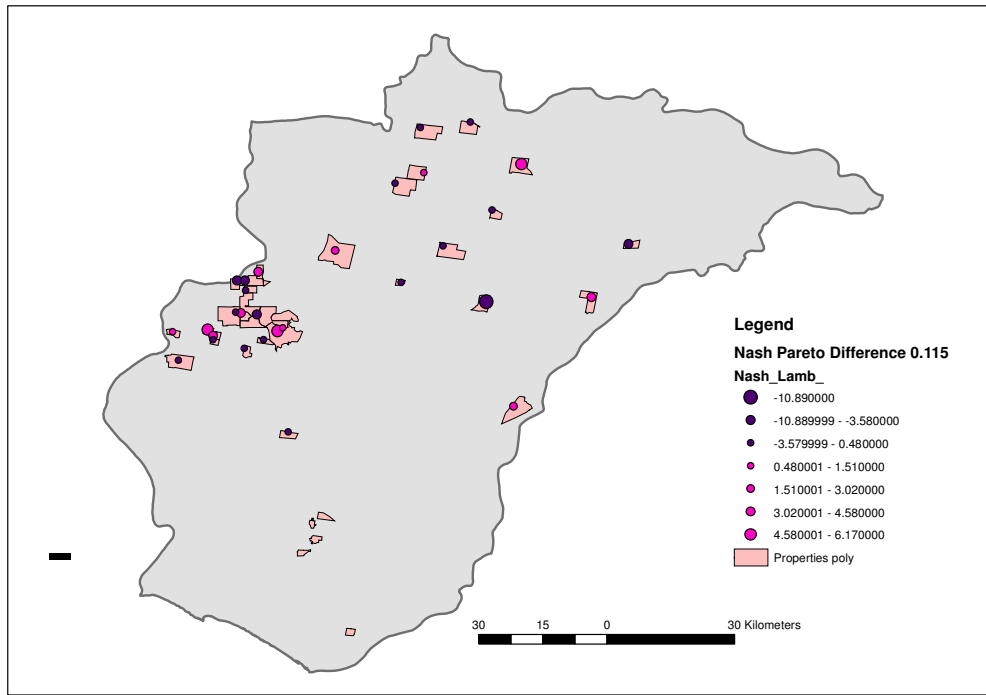 Legend
Nash Pareto Difference 0.115
Nash_Lamb_
-10.890000
-10.889999 - -3.580000
-3.579999 - 0.480000
0.480001 - 1.510000
1.510001 - 3.020000
3.020001 - 4.580000
4.580001 - 6.170000
Properties poly
30 15 0 30 Kilometers